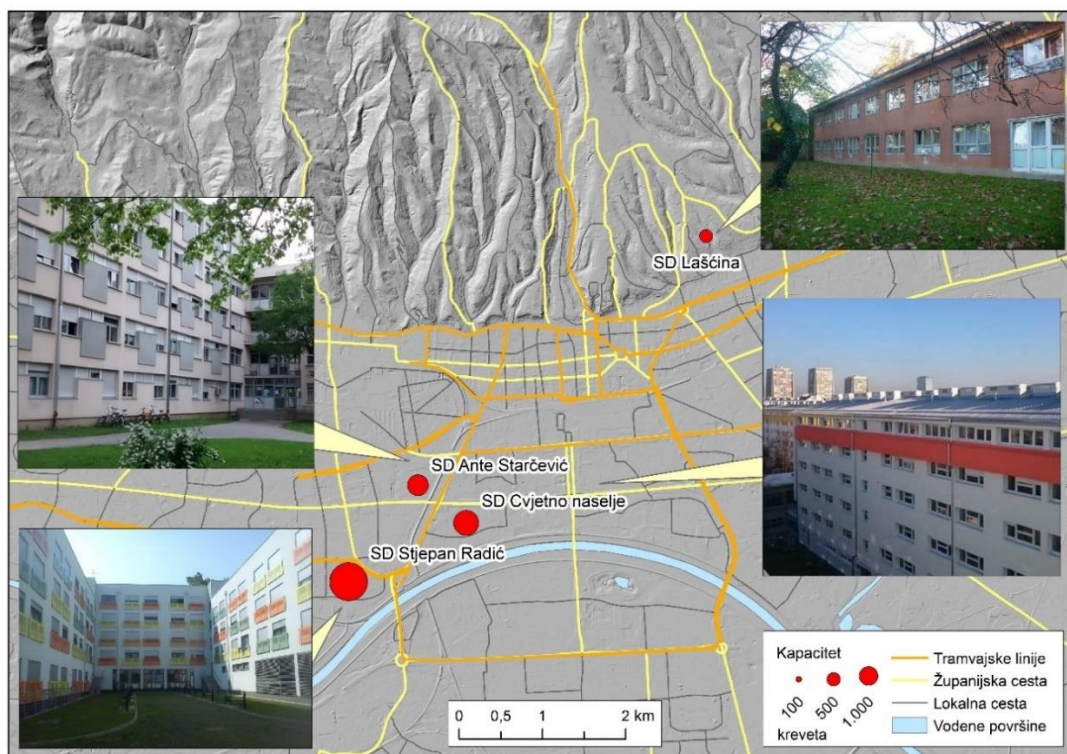 SD Lašćina
SD Ante Starčević
SD Cvjetno naselje
SD Stjepan Radić
0 0,5 1 2 km
Kapacitet
100 500 1.000
kreveta
Tramvajske linije
Županijska cesta
Lokalna cesta
Vodene površine